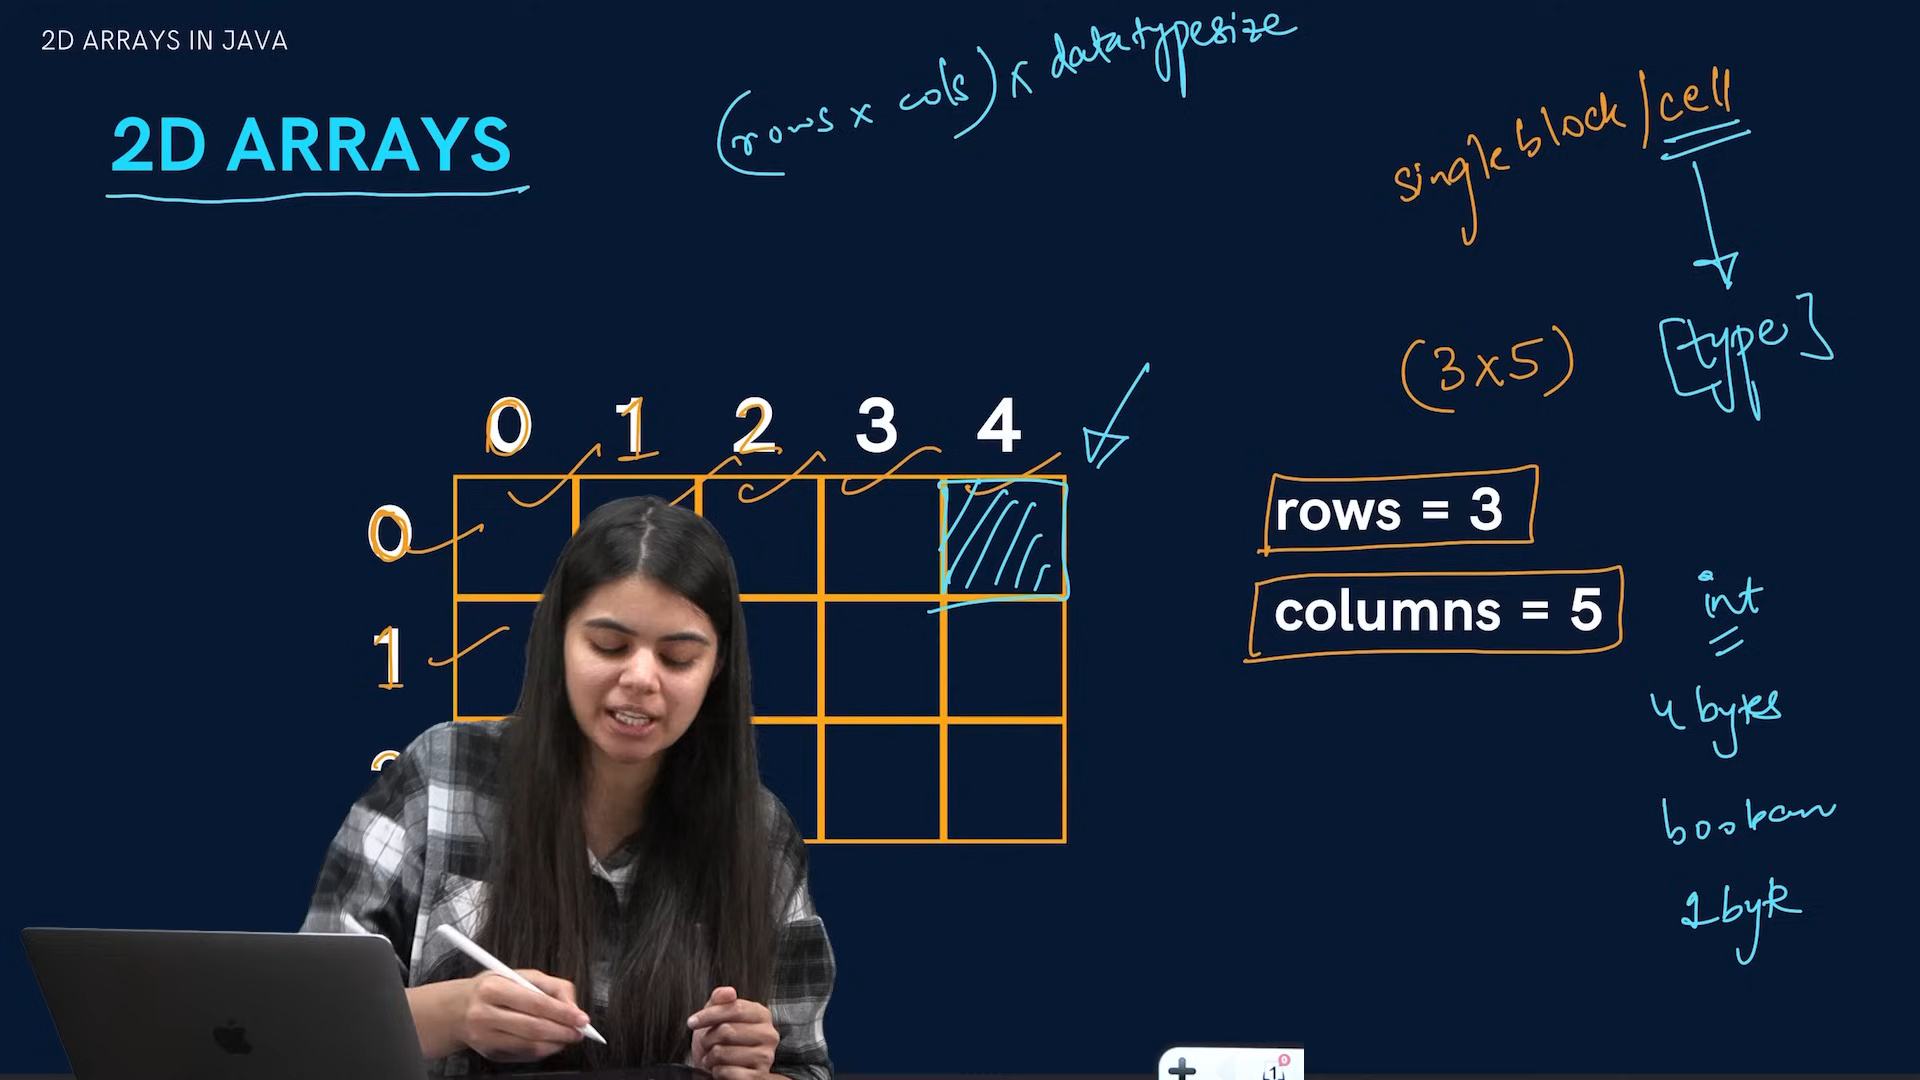 2D ARRAYS IN JAVA
2D ARRAYS
(rows x cols) x datatypesize
single block / cell
[type]
(3x5)
0 1 2 3 4
0
1
rows = 3
columns = 5
int
4 bytes
boolean
1 byte